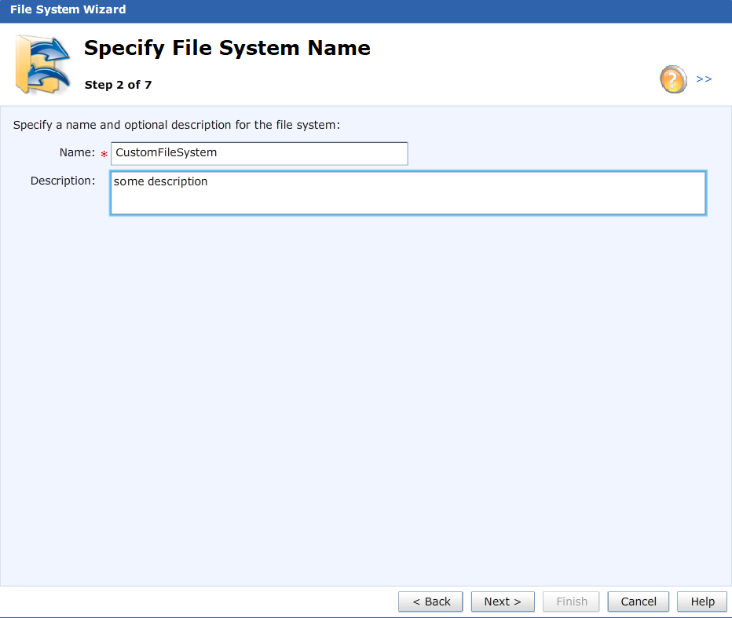 File System Wizard
Specify File System Name
Step 2 of 7
? >>
Specify a name and optional description for the file system:
Name: * CustomFileSystem
Description: some description
< Back Next > Finish Cancel Help